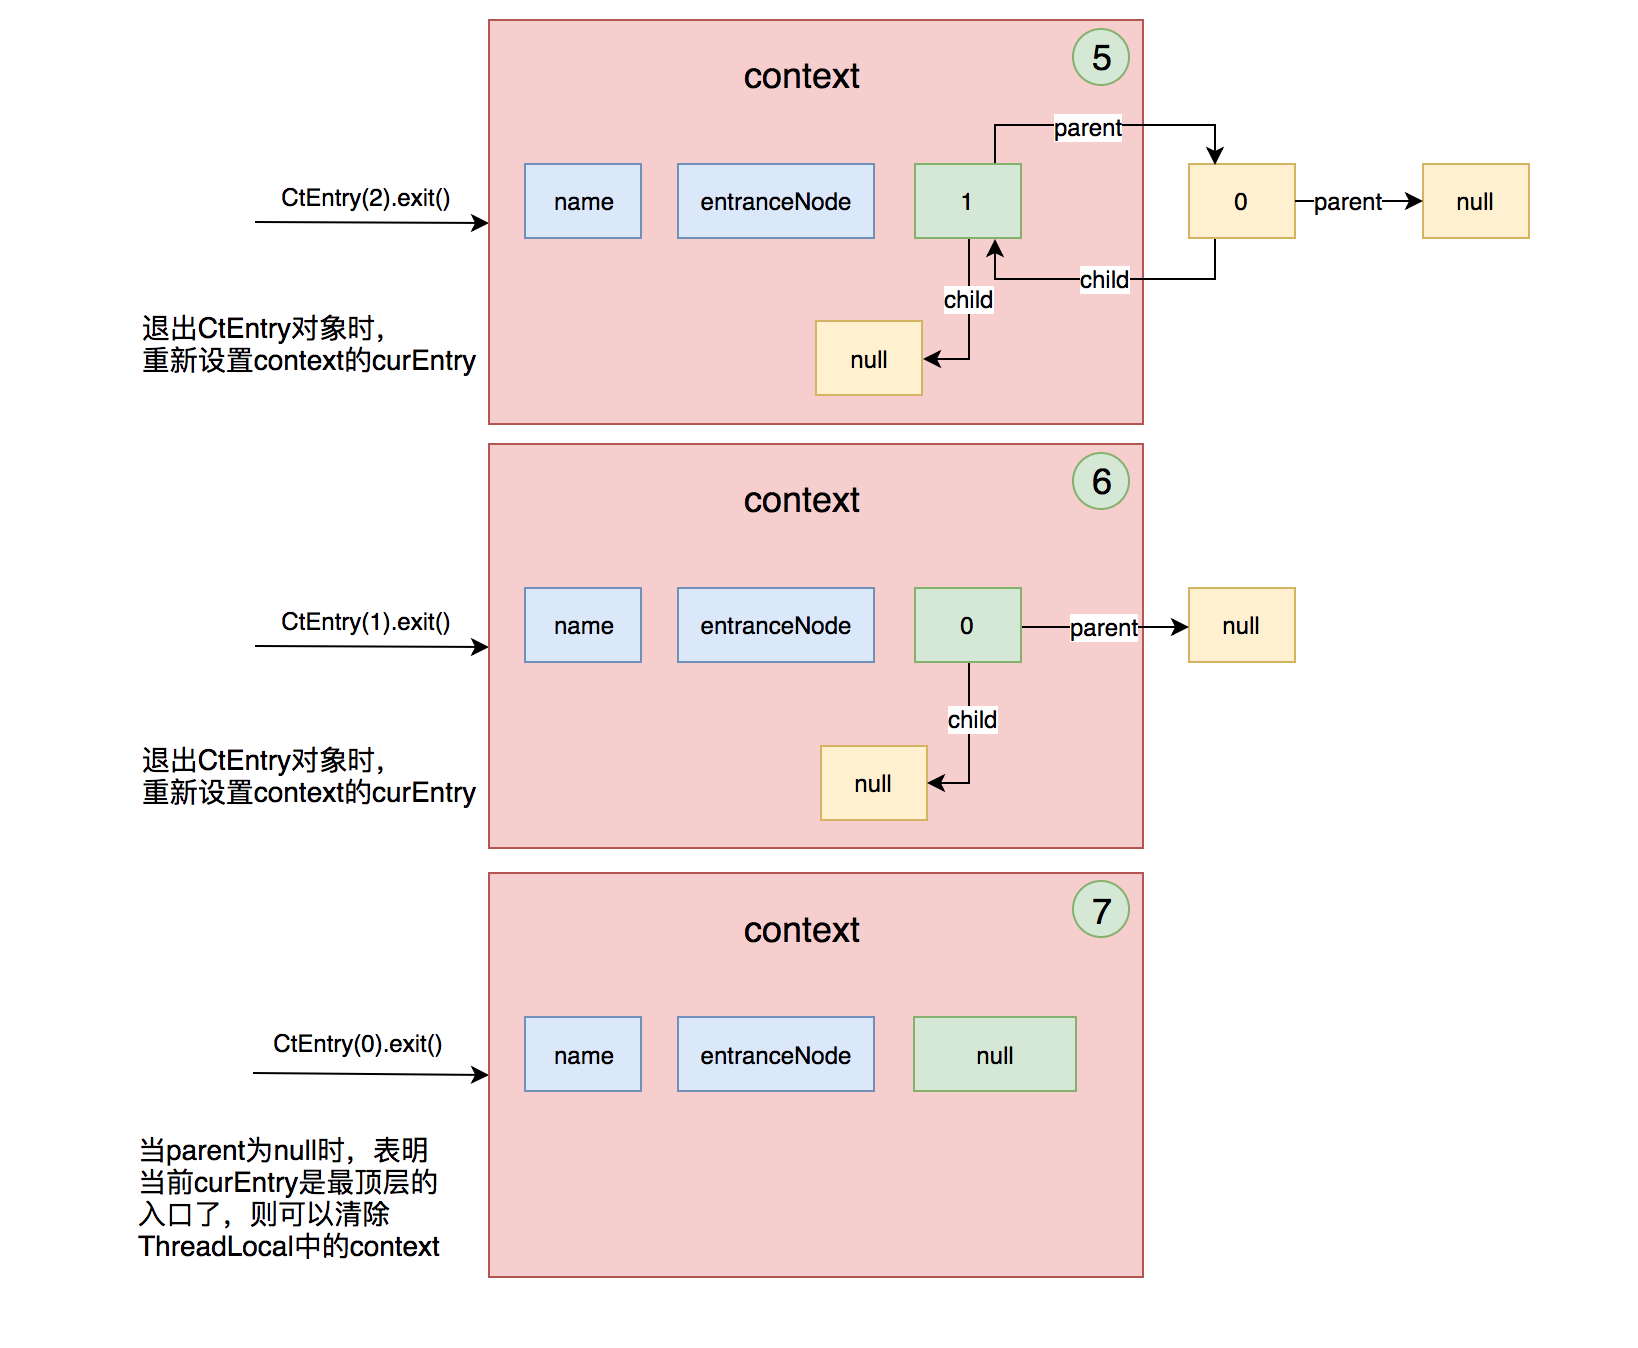 5
context
parent
CtEntry(2).exit()
name
entranceNode
1
0
parent
null
child
child
退出CtEntry对象时，
重新设置context的curEntry
null
6
context
CtEntry(1).exit()
name
entranceNode
0
parent
null
child
退出CtEntry对象时，
重新设置context的curEntry
null
7
context
CtEntry(0).exit()
name
entranceNode
null
当parent为null时，表明
当前curEntry是最顶层的
入口了，则可以清除
ThreadLocal中的context